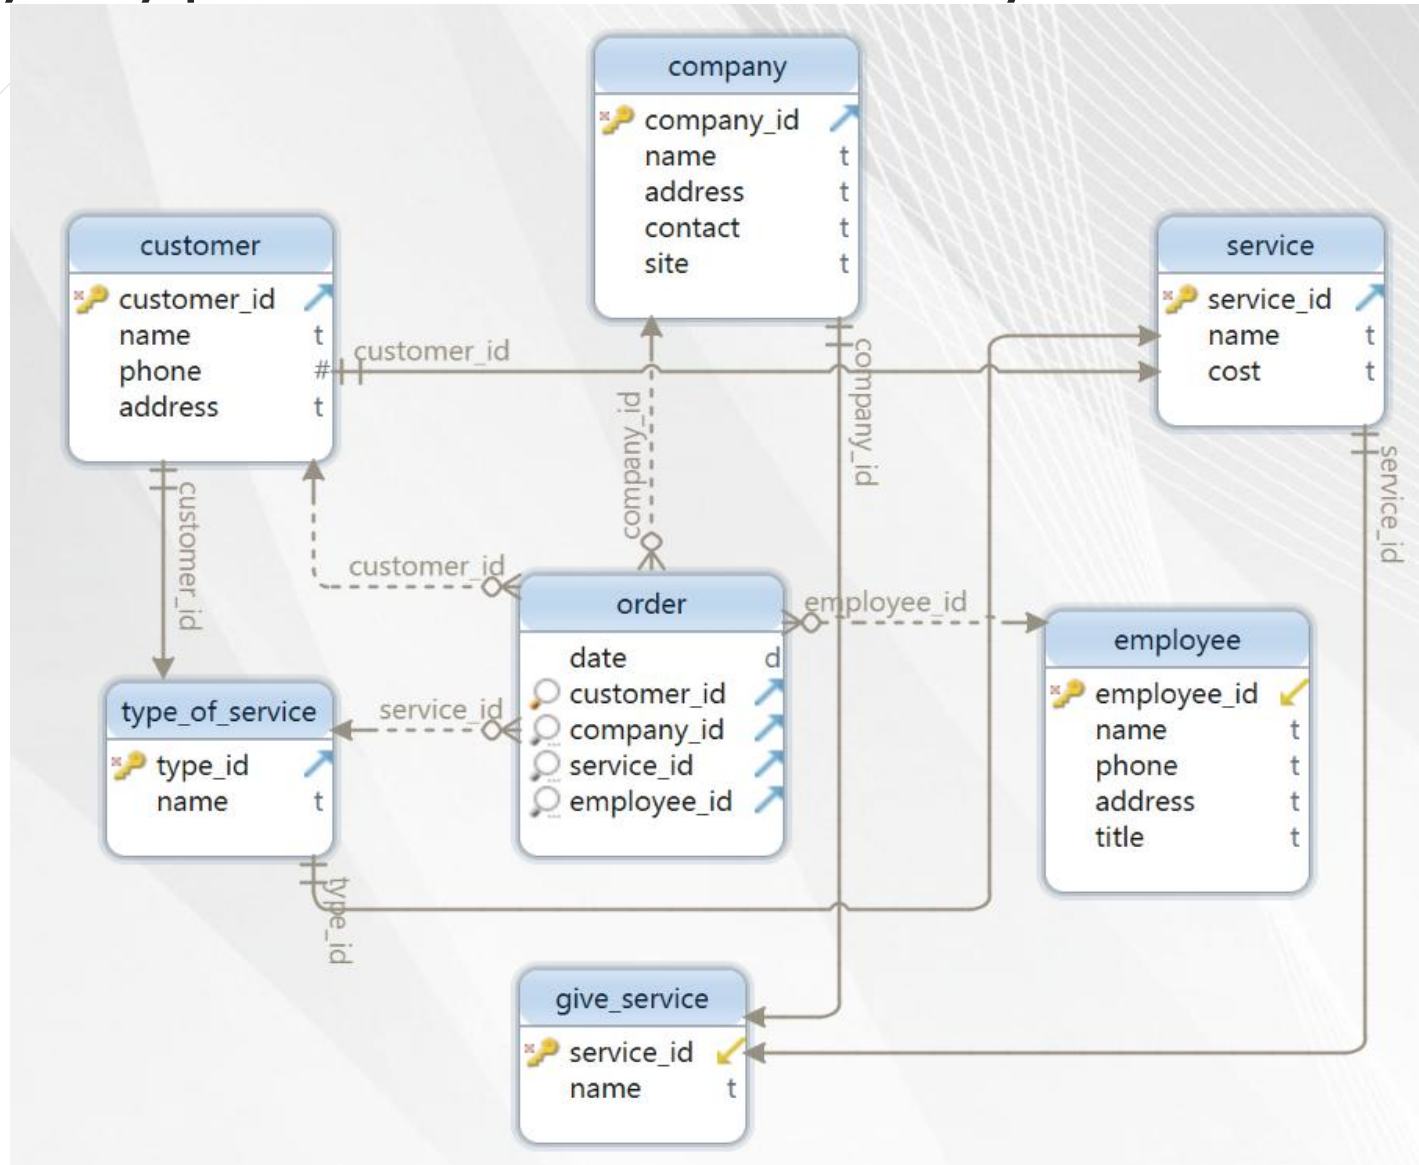 company
company_id
name t
address t
contact t
site t
customer
customer_id
name t
phone #
address t
service
service_id
name t
cost t
customer_id
company_id
company_id
service_id
customer_id
customer_id
order
date d
customer_id
company_id
service_id
employee_id
employee_id
employee
employee_id
name t
phone t
address t
title t
service_id
type_of_service
type_id
name t
type_id
give_service
service_id
name t